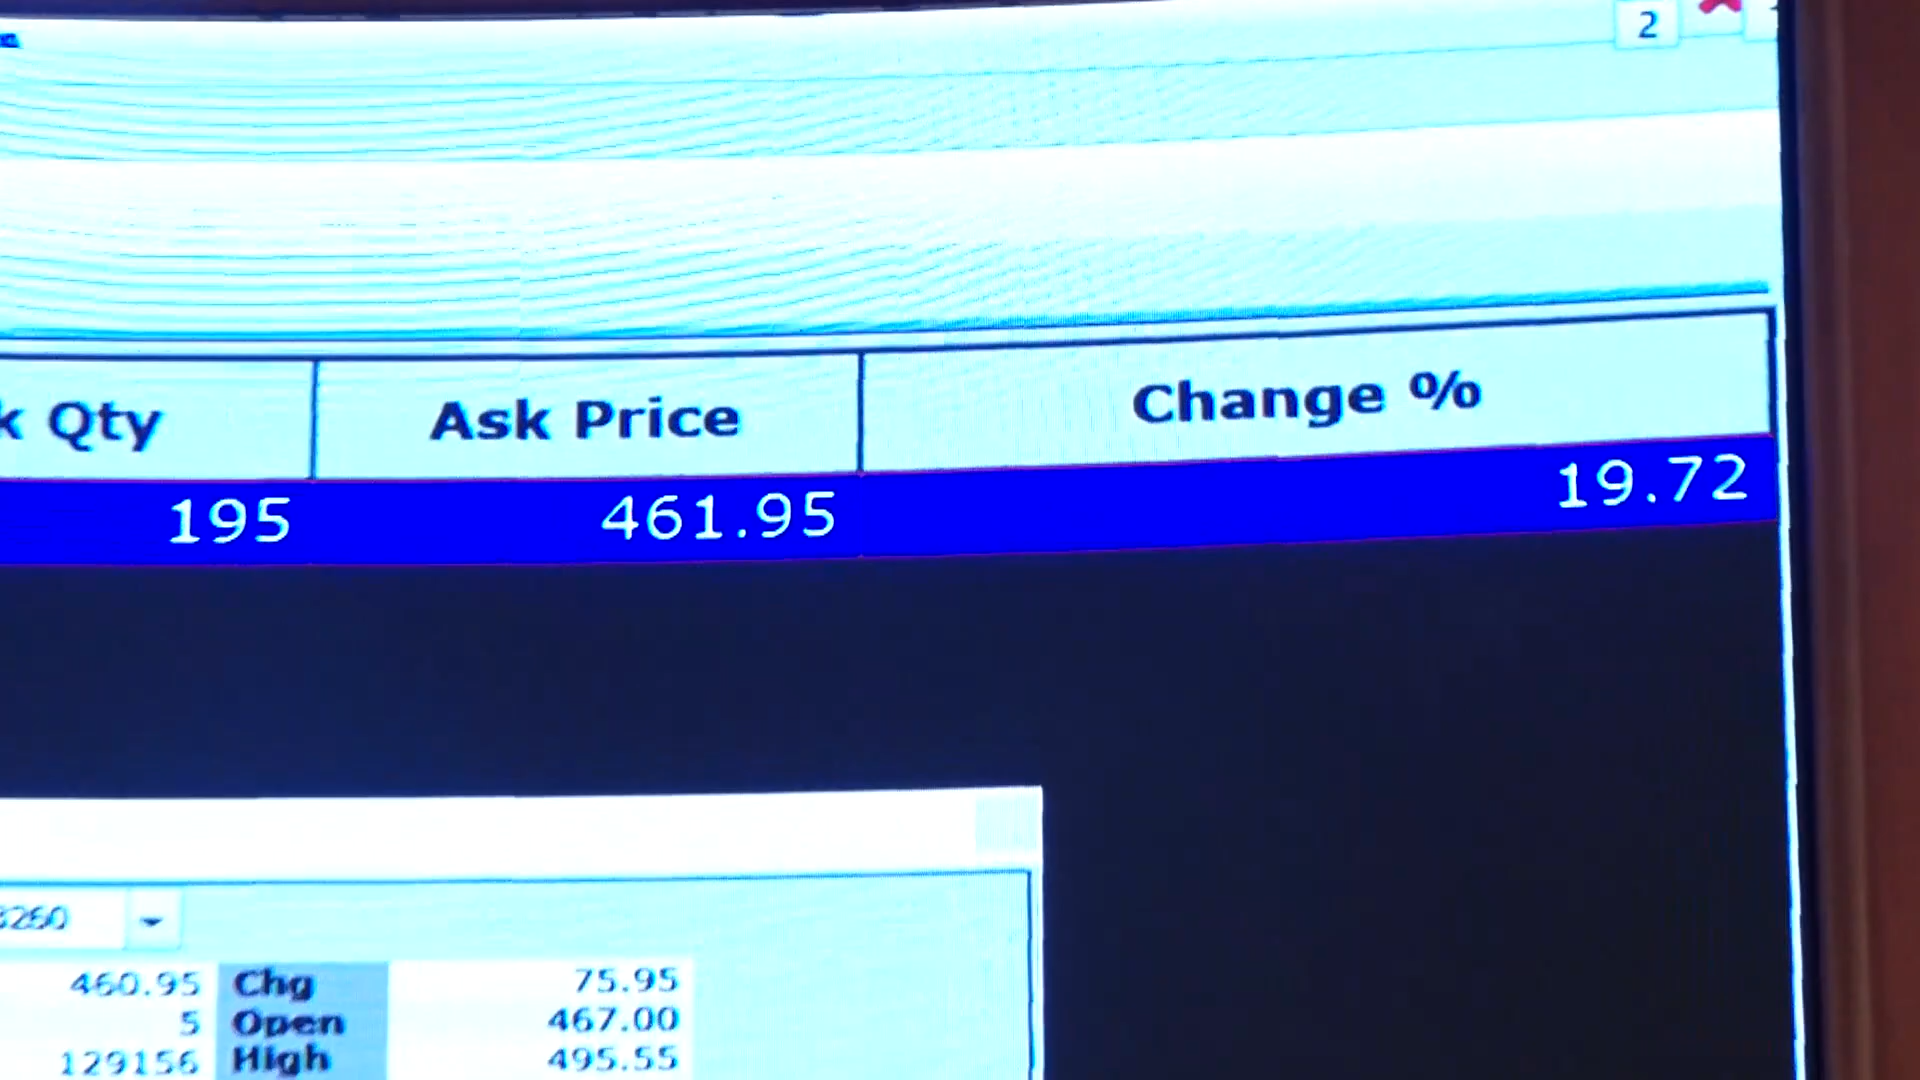 2
Qty Ask Price Change %
195 461.95 19.72
460.95 Chg 75.95
5 Open 467.00
129156 High 495.55